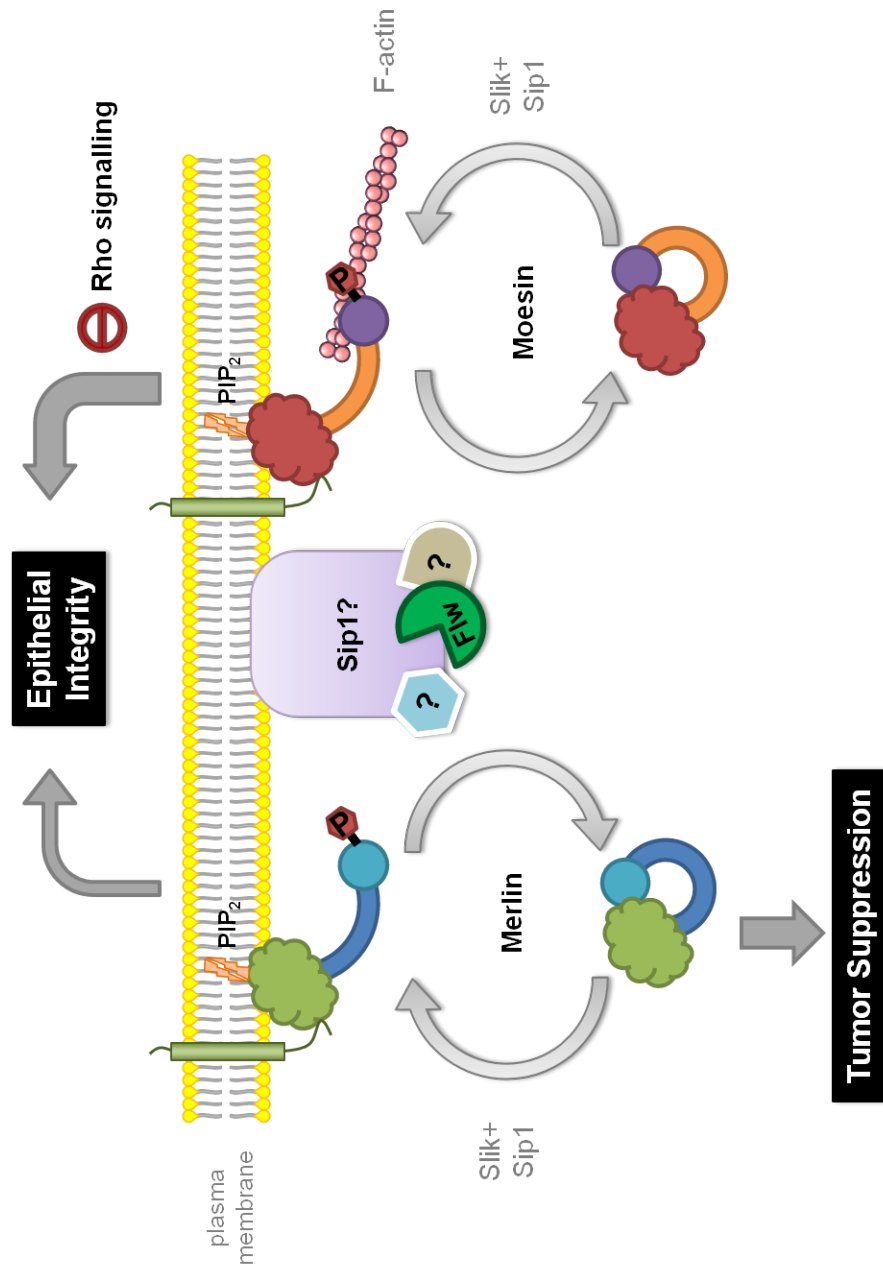 Epithelial
Integrity
Rho signalling
plasma
membrane
PIP₂
PIP₂
P
Sip1?
P
F-actin
?
Flw
?
Slik+
Sip1
Merlin
Moesin
Slik+
Sip1
Tumor Suppression